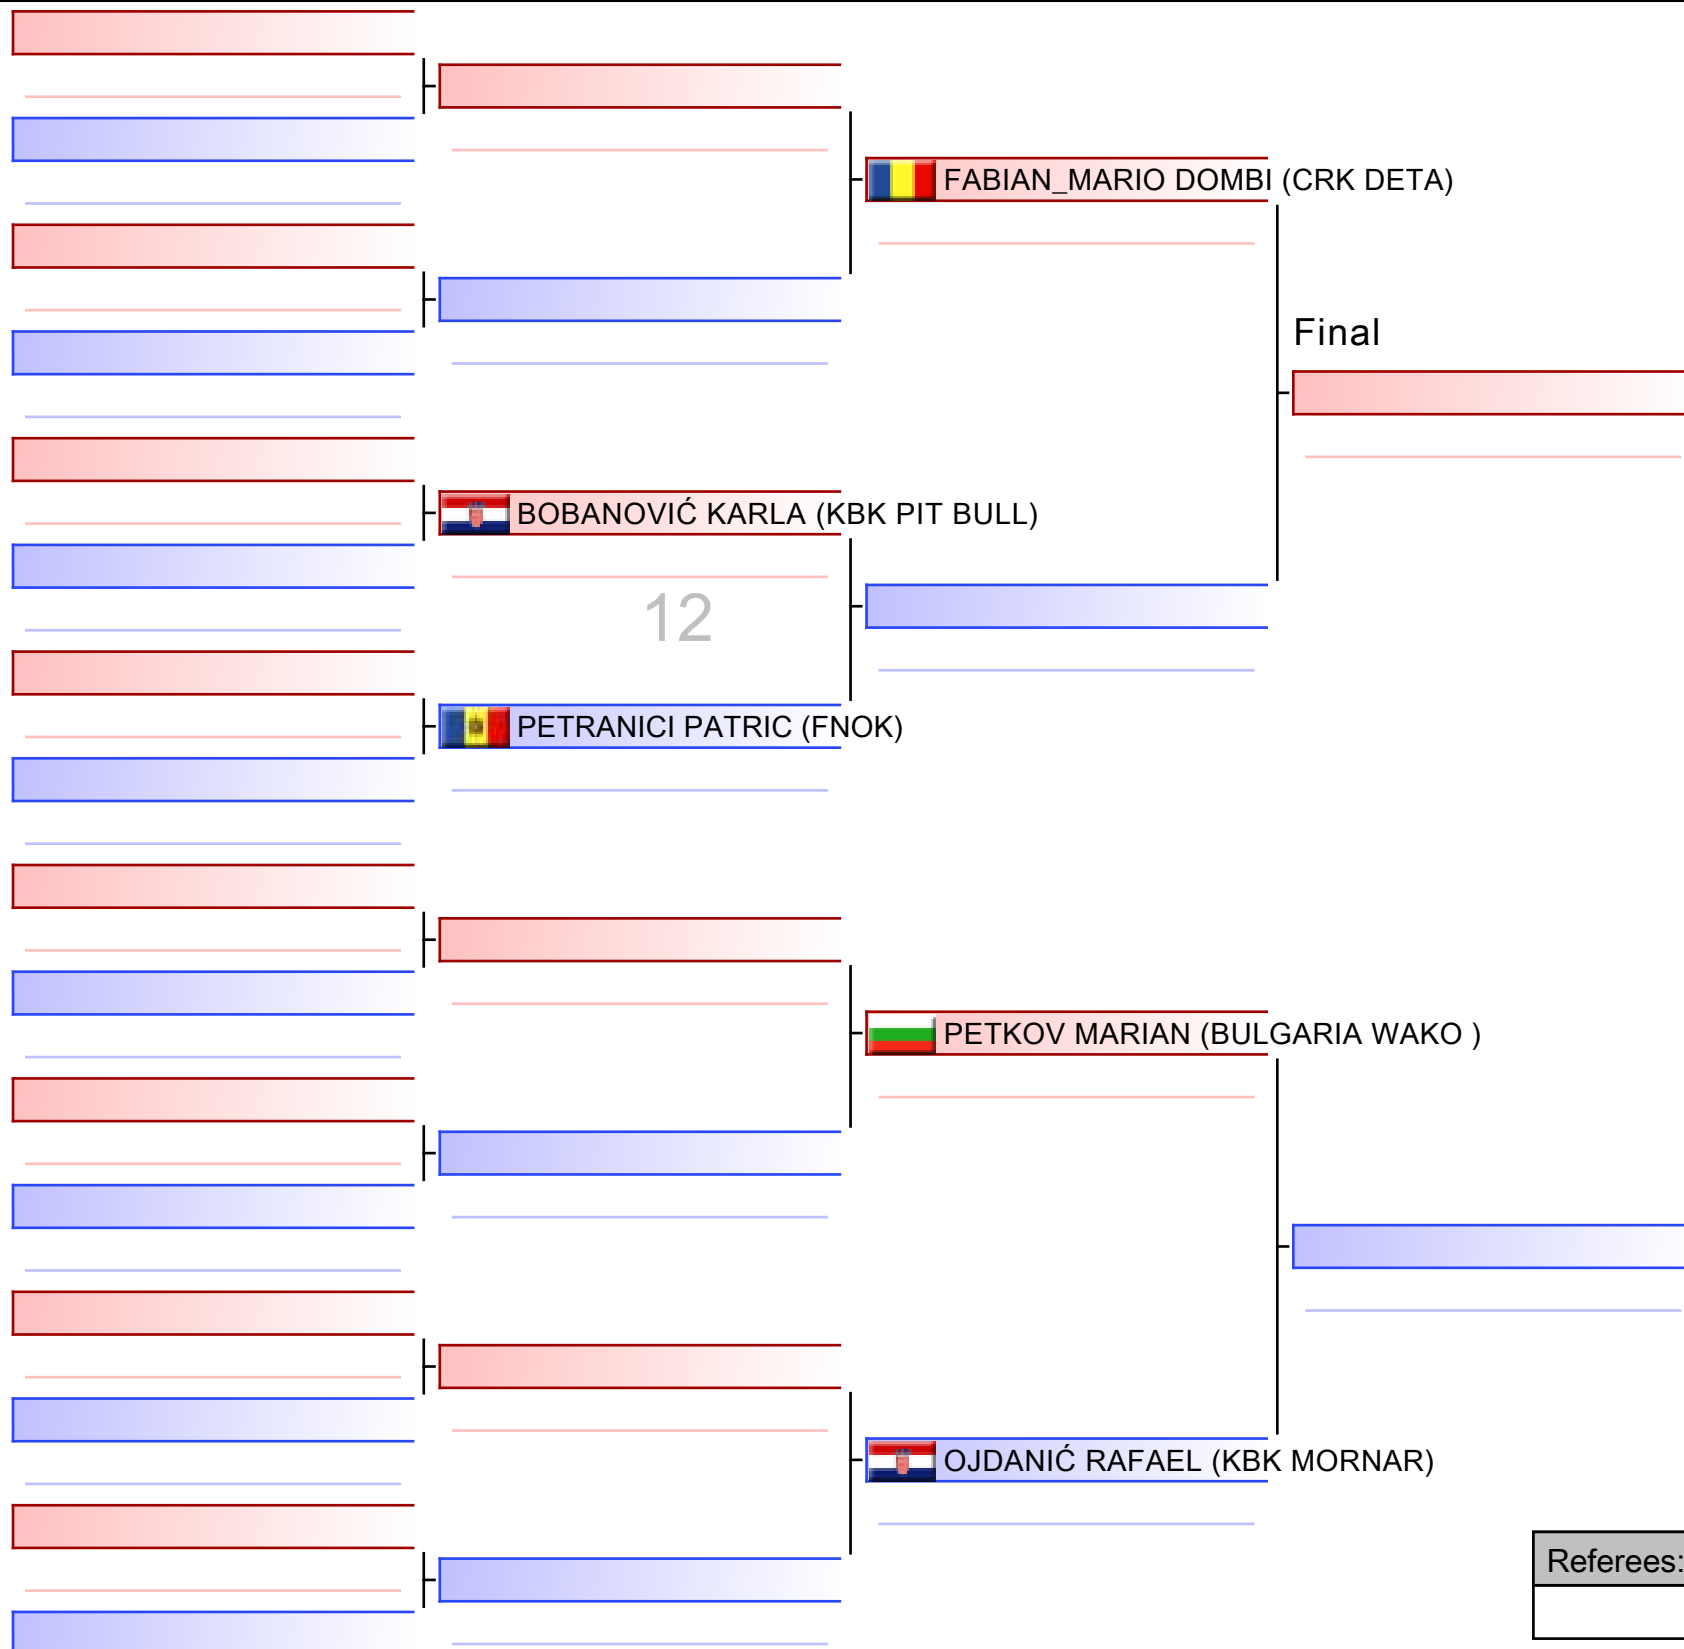 FABIAN_MARIO DOMBI (CRK DETA)
Final
BOBANOVIĆ KARLA (KBK PIT BULL)
12
PETRANICI PATRIC (FNOK)
PETKOV MARIAN (BULGARIA WAKO )
OJDANIĆ RAFAEL (KBK MORNAR)
Referees: